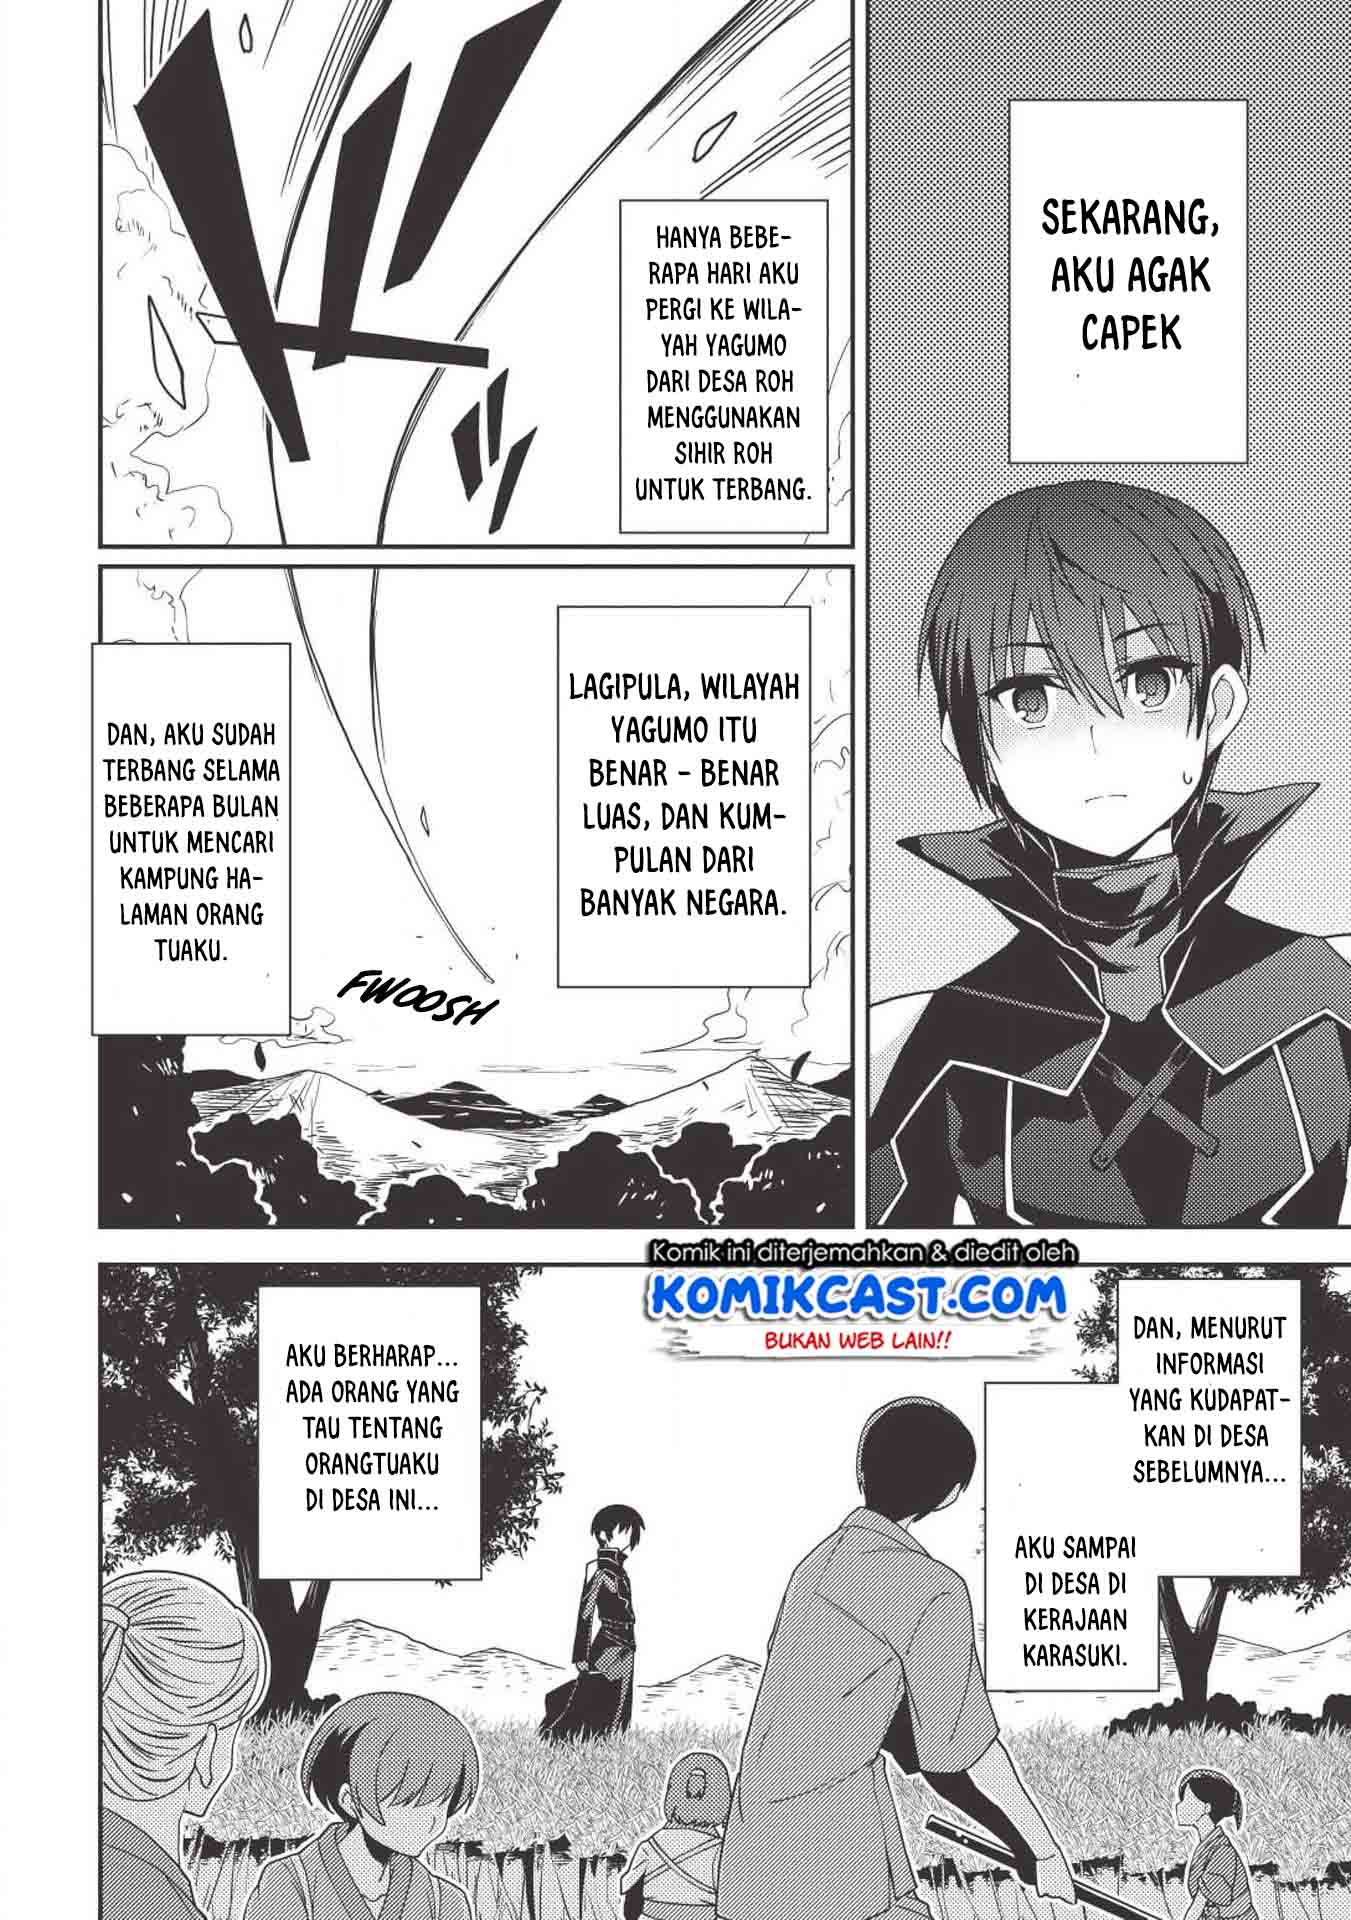 SEKARANG,
AKU AGAK
CAPEK
HANYA BEBE-
RAPA HARI AKU
PERGI KE WILA-
YAH YAGUMO
DARI DESA ROH
MENGGUNAKAN
SIHIR ROH
UNTUK TERBANG.
LAGIPULA, WILAYAH
YAGUMO ITU
BENAR - BENAR
LUAS, DAN KUM-
PULAN DARI
BANYAK NEGARA.
DAN, AKU SUDAH
TERBANG SELAMA
BEBERAPA BULAN
UNTUK MENCARI
KAMPUNG HA-
LAMAN ORANG
TUAKU.
FWOOSH
Komik ini diterjemahkan & diedit oleh
KOMIKCAST.COM
BUKAN WEB LAIN!!
DAN, MENURUT
INFORMASI
YANG KUDAPAT-
KAN DI DESA
SEBELUMNYA...
AKU SAMPAI
DI DESA DI
KERAJAAN
KARASUKI.
AKU BERHARAP...
ADA ORANG YANG
TAU TENTANG
ORANGTUAKU
DI DESA INI...